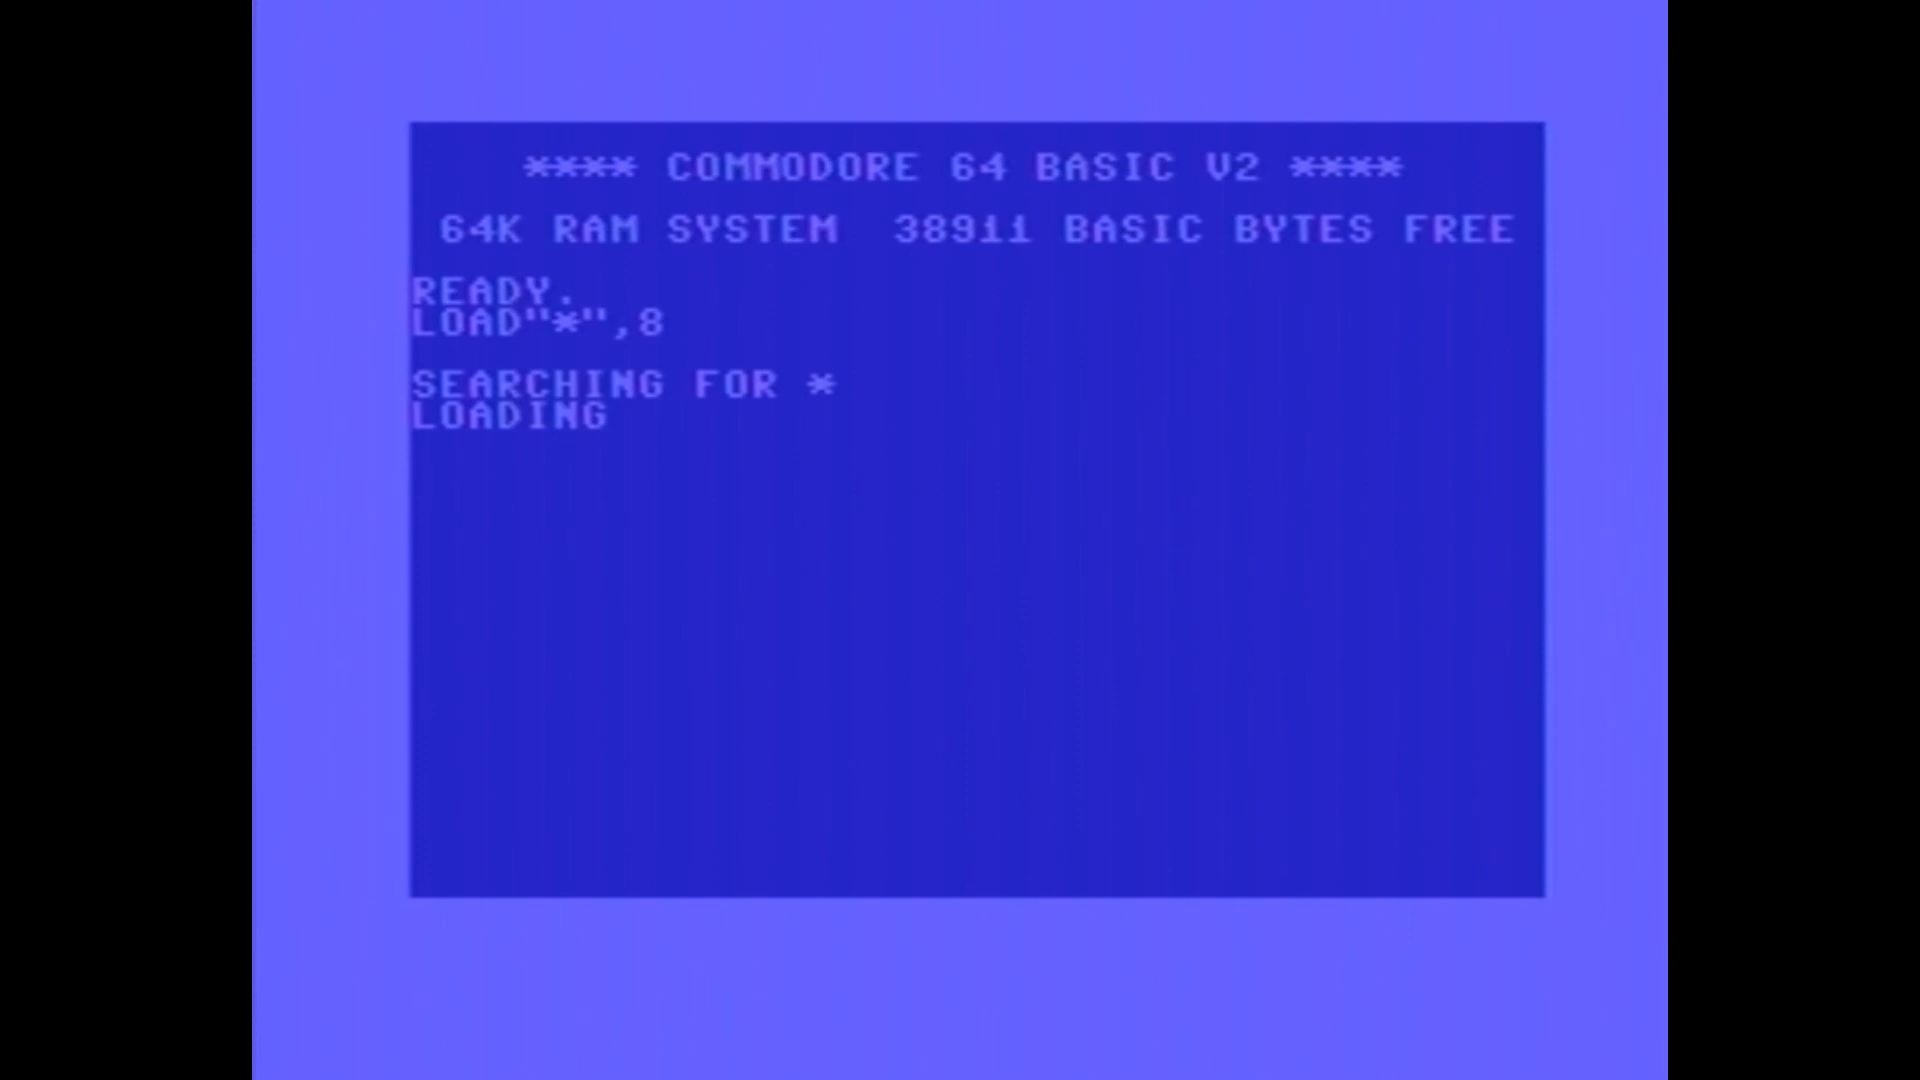 **** COMMODORE 64 BASIC V2 ****
64K RAM SYSTEM  38911 BASIC BYTES FREE
READY.
LOAD"*",8
SEARCHING FOR *
LOADING